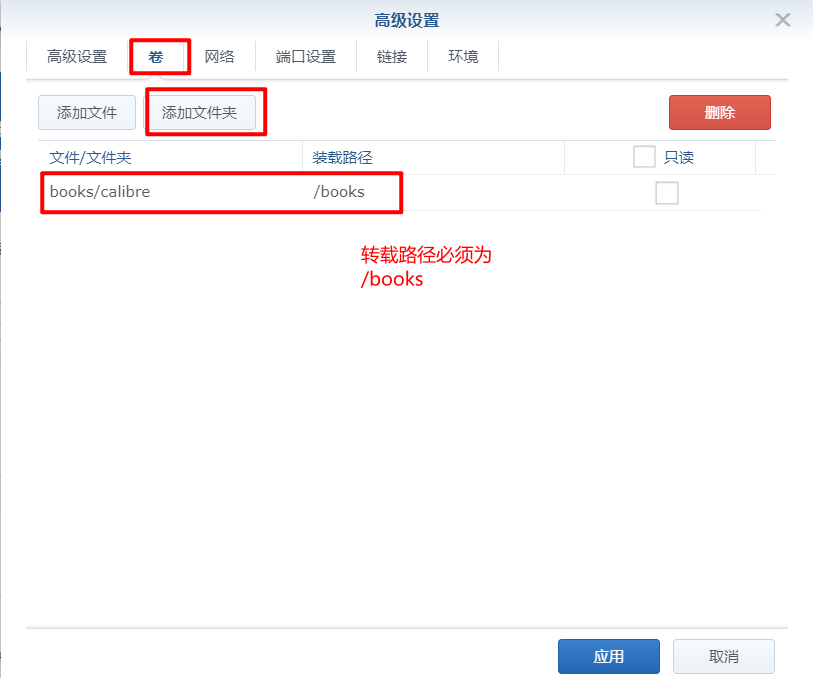 高级设置
高级设置 卷 网络 端口设置 链接 环境
添加文件 添加文件夹 删除
文件/文件夹 装载路径 只读
books/calibre /books
转载路径必须为
/books
应用 取消